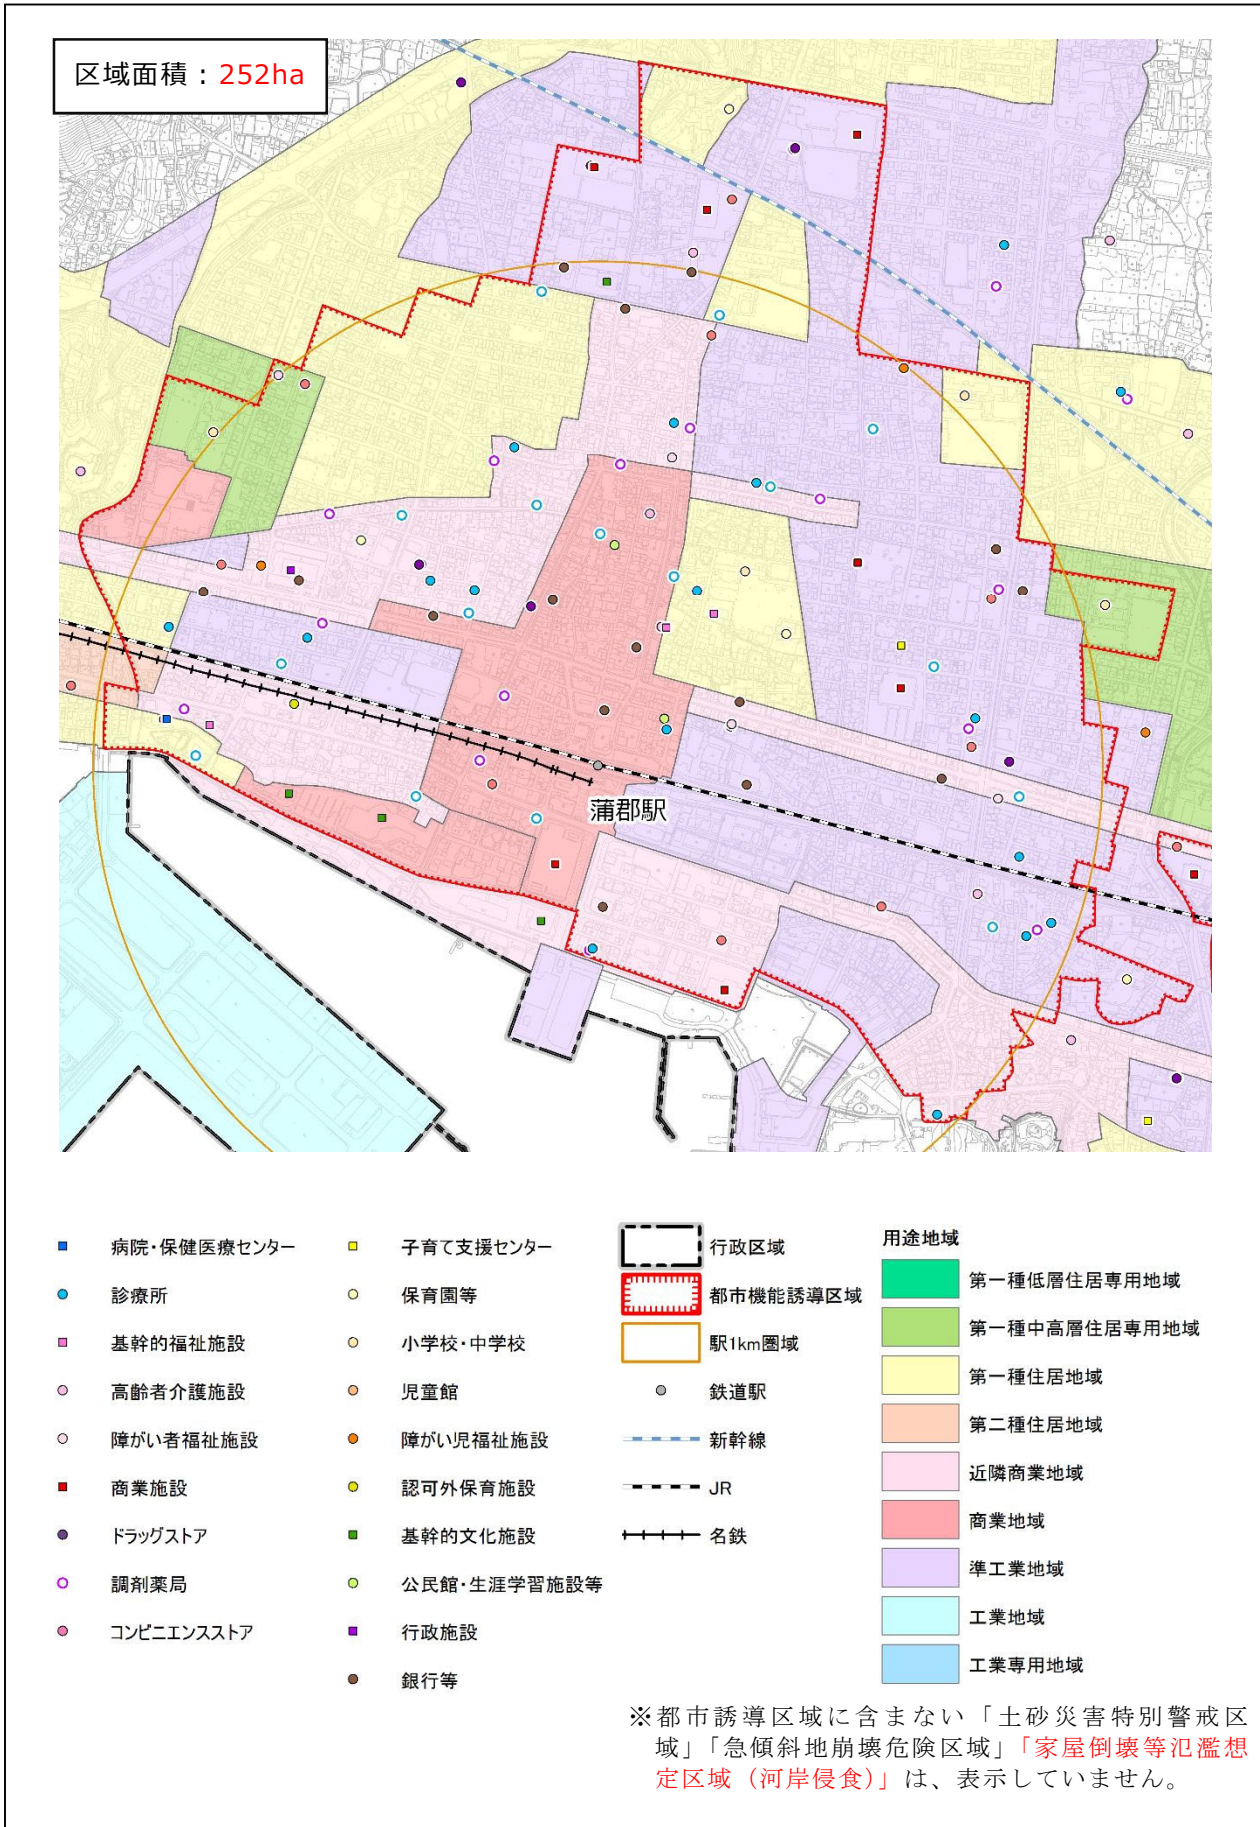 区域面積：252ha
蒲郡駅
病院・保健医療センター
診療所
基幹的福祉施設
高齢者介護施設
障がい者福祉施設
商業施設
ドラッグストア
調剤薬局
コンビニエンスストア
子育て支援センター
保育園等
小学校・中学校
児童館
障がい児福祉施設
認可外保育施設
基幹的文化施設
公民館・生涯学習施設等
行政施設
銀行等
行政区域
都市機能誘導区域
駅1km圏域
鉄道駅
新幹線
JR
名鉄
用途地域
第一種低層住居専用地域
第一種中高層住居専用地域
第一種住居地域
第二種住居地域
近隣商業地域
商業地域
準工業地域
工業地域
工業専用地域
※都市誘導区域に含まない「土砂災害特別警戒区
域」「急傾斜地崩壊危険区域」「家屋倒壊等氾濫想
定区域（河岸侵食）」は、表示していません。